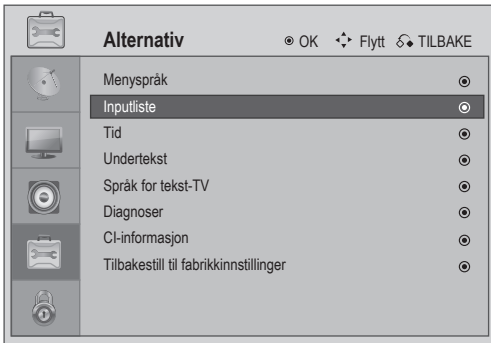 Alternativ OK Flytt TILBAKE
Menyspråk
Inputliste
Tid
Undertekst
Språk for tekst-TV
Diagnoser
CI-informasjon
Tilbakestill til fabrikkinnstillinger